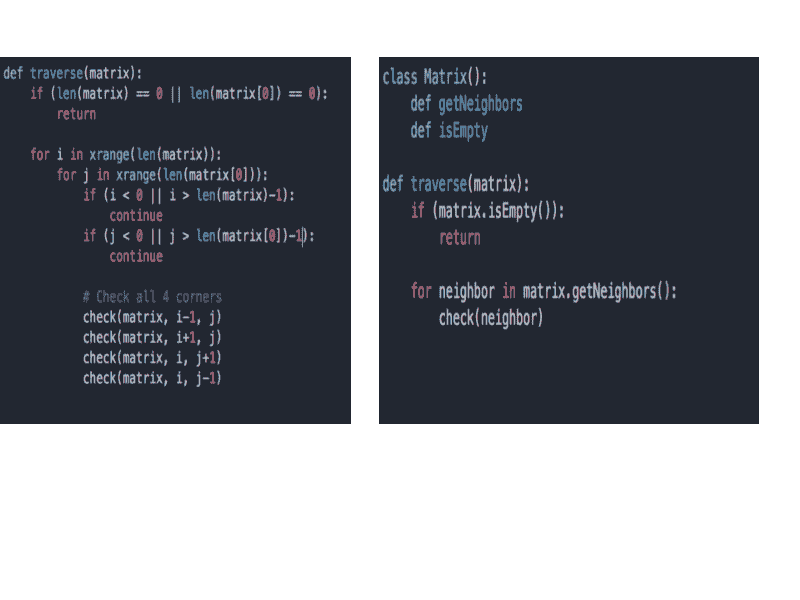 def traverse(matrix):
    if (len(matrix) == 0 || len(matrix[0]) == 0):
        return
    for i in xrange(len(matrix)):
        for j in xrange(len(matrix[0])):
            if (i < 0 || i > len(matrix)-1):
                continue
            if (j < 0 || j > len(matrix[0])-1):
                continue
            # Check all 4 corners
            check(matrix, i-1, j)
            check(matrix, i+1, j)
            check(matrix, i, j+1)
            check(matrix, i, j-1)
class Matrix():
    def getNeighbors
    def isEmpty
def traverse(matrix):
    if (matrix.isEmpty()):
        return
    for neighbor in matrix.getNeighbors():
        check(neighbor)